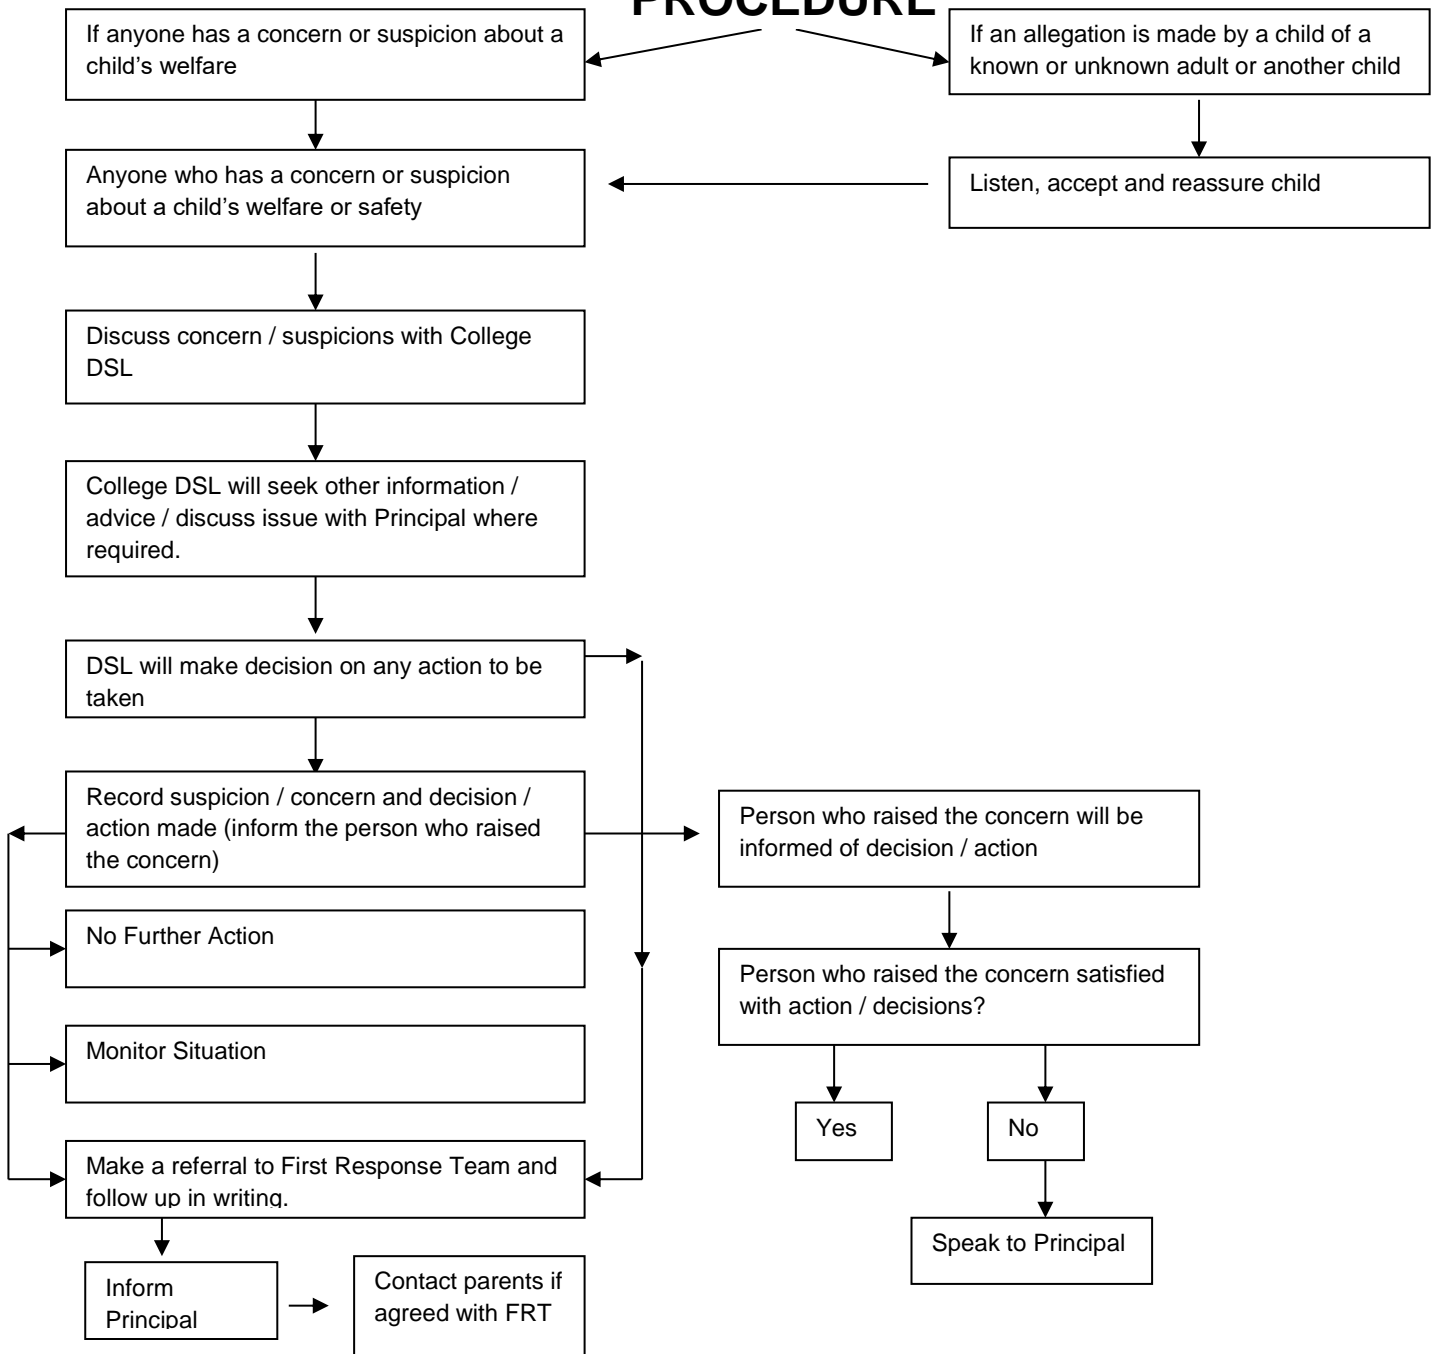 PROCEDURE
If anyone has a concern or suspicion about a
child’s welfare
If an allegation is made by a child of a
known or unknown adult or another child
Anyone who has a concern or suspicion
about a child’s welfare or safety
Listen, accept and reassure child
Discuss concern / suspicions with College
DSL
College DSL will seek other information /
advice / discuss issue with Principal where
required.
DSL will make decision on any action to be
taken
Record suspicion / concern and decision /
action made (inform the person who raised
the concern)
Person who raised the concern will be
informed of decision / action
No Further Action
Person who raised the concern satisfied
with action / decisions?
Monitor Situation
Yes
No
Make a referral to First Response Team and
follow up in writing.
Speak to Principal
Inform
Principal
Contact parents if
agreed with FRT